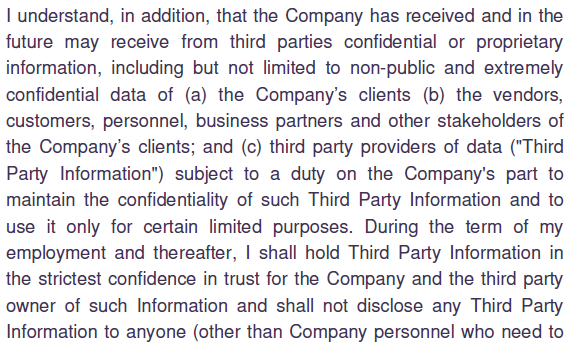 I understand, in addition, that the Company has received and in the
future may receive from third parties confidential or proprietary
information, including but not limited to non-public and extremely
confidential data of (a) the Company’s clients (b) the vendors,
customers, personnel, business partners and other stakeholders of
the Company’s clients; and (c) third party providers of data ("Third
Party Information") subject to a duty on the Company's part to
maintain the confidentiality of such Third Party Information and to
use it only for certain limited purposes. During the term of my
employment and thereafter, I shall hold Third Party Information in
the strictest confidence in trust for the Company and the third party
owner of such Information and shall not disclose any Third Party
Information to anyone (other than Company personnel who need to